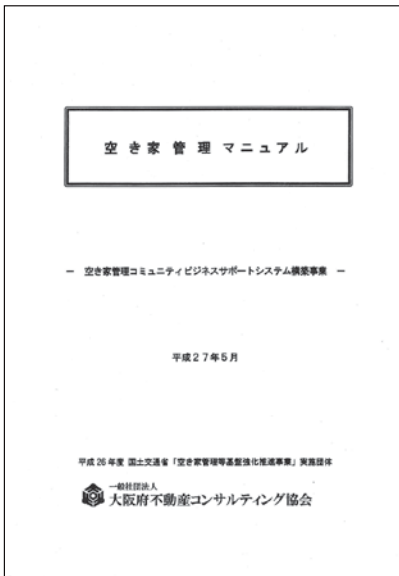 空き家管理マニュアル
－ 空き家管理コミュニティビジネスサポートシステム構築事業 －
平成27年5月
平成26年度 国土交通省「空き家管理等基盤強化推進事業」実施団体
一般社団法人
大阪府不動産コンサルティング協会